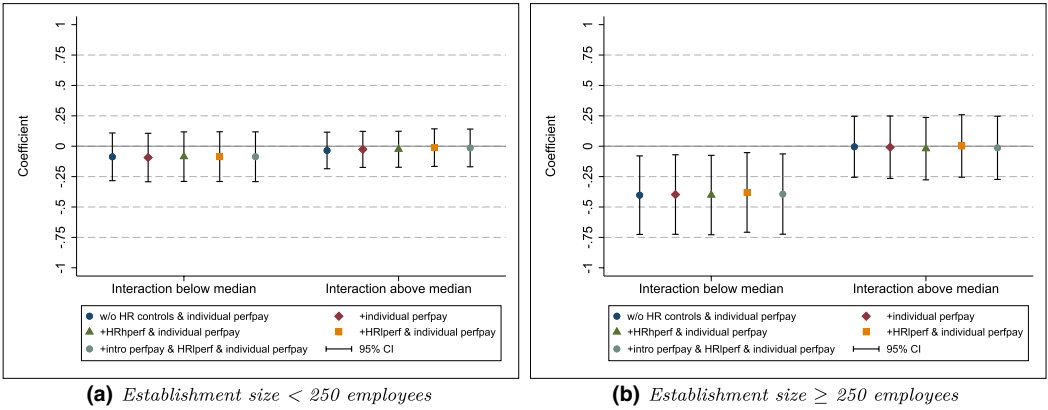 1
.75
.5
.25
0
-.25
-.5
-.75
-1
Coefficient
Interaction below median
Interaction above median
w/o HR controls & individual perfpay
+individual perfpay
+HRhperf & individual perfpay
+HRlperf & individual perfpay
+intro perfpay & HRlperf & individual perfpay
95% CI
(a) Establishment size < 250 employees
1
.75
.5
.25
0
-.25
-.5
-.75
-1
Coefficient
Interaction below median
Interaction above median
w/o HR controls & individual perfpay
+individual perfpay
+HRhperf & individual perfpay
+HRlperf & individual perfpay
+intro perfpay & HRlperf & individual perfpay
95% CI
(b) Establishment size ≥ 250 employees